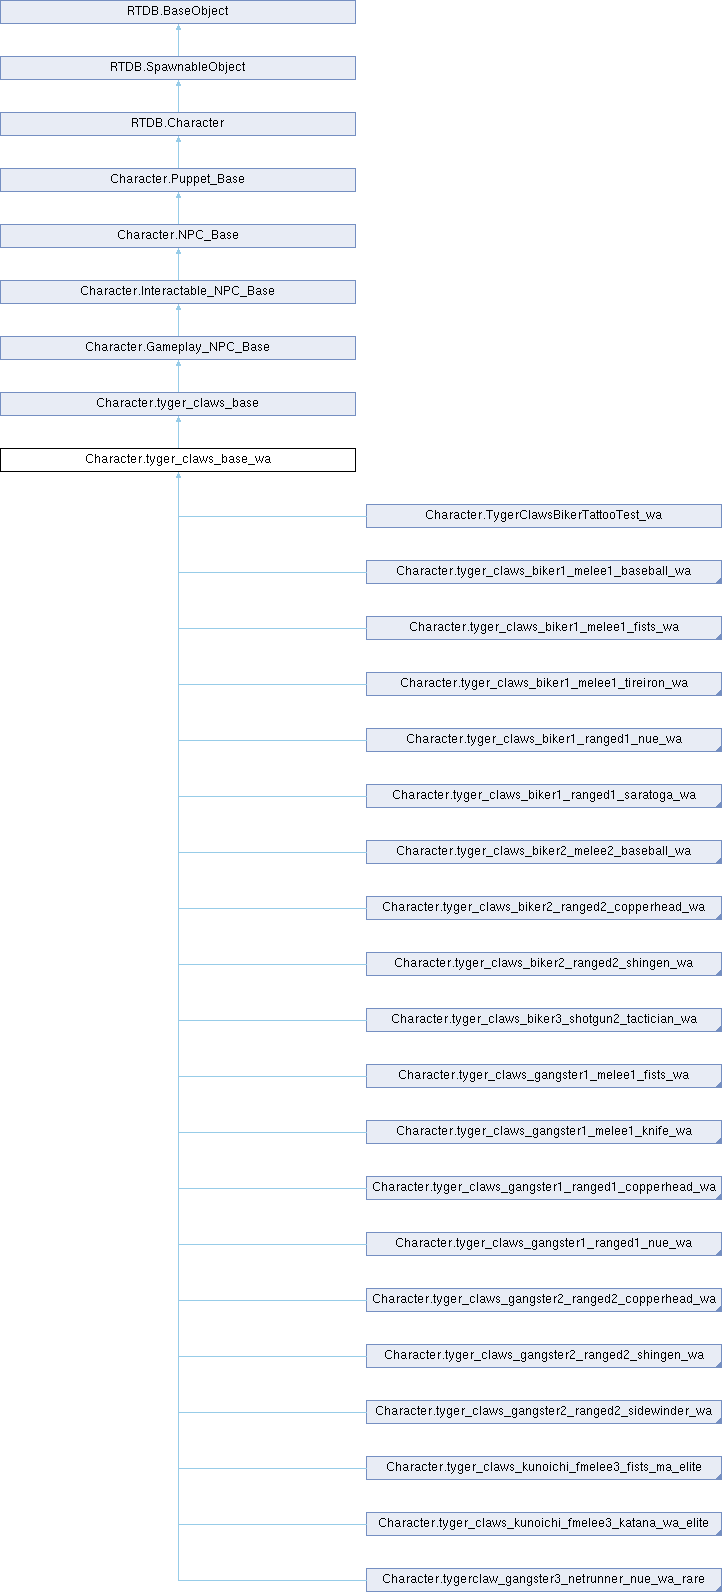 RTDB.BaseObject
RTDB.SpawnableObject
RTDB.Character
Character.Puppet_Base
Character.NPC_Base
Character.Interactable_NPC_Base
Character.Gameplay_NPC_Base
Character.tyger_claws_base
Character.tyger_claws_base_wa
Character.TygerClawsBikerTattooTest_wa
Character.tyger_claws_biker1_melee1_baseball_wa
Character.tyger_claws_biker1_melee1_fists_wa
Character.tyger_claws_biker1_melee1_tireiron_wa
Character.tyger_claws_biker1_ranged1_nue_wa
Character.tyger_claws_biker1_ranged1_saratoga_wa
Character.tyger_claws_biker2_melee2_baseball_wa
Character.tyger_claws_biker2_ranged2_copperhead_wa
Character.tyger_claws_biker2_ranged2_shingen_wa
Character.tyger_claws_biker3_shotgun2_tactician_wa
Character.tyger_claws_gangster1_melee1_fists_wa
Character.tyger_claws_gangster1_melee1_knife_wa
Character.tyger_claws_gangster1_ranged1_copperhead_wa
Character.tyger_claws_gangster1_ranged1_nue_wa
Character.tyger_claws_gangster2_ranged2_copperhead_wa
Character.tyger_claws_gangster2_ranged2_shingen_wa
Character.tyger_claws_gangster2_ranged2_sidewinder_wa
Character.tyger_claws_kunoichi_fmelee3_fists_ma_elite
Character.tyger_claws_kunoichi_fmelee3_katana_wa_elite
Character.tygerclaw_gangster3_netrunner_nue_wa_rare